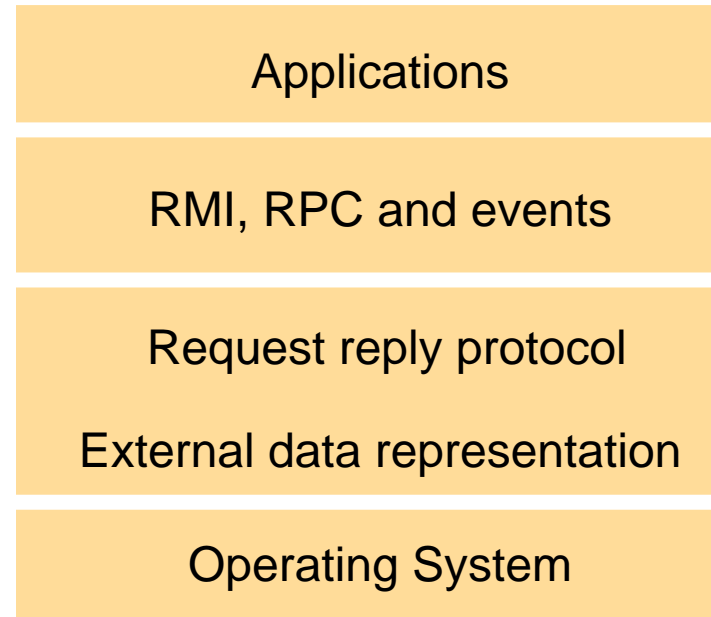 Applications
RMI, RPC and events
Request reply protocol
External data representation
Operating System